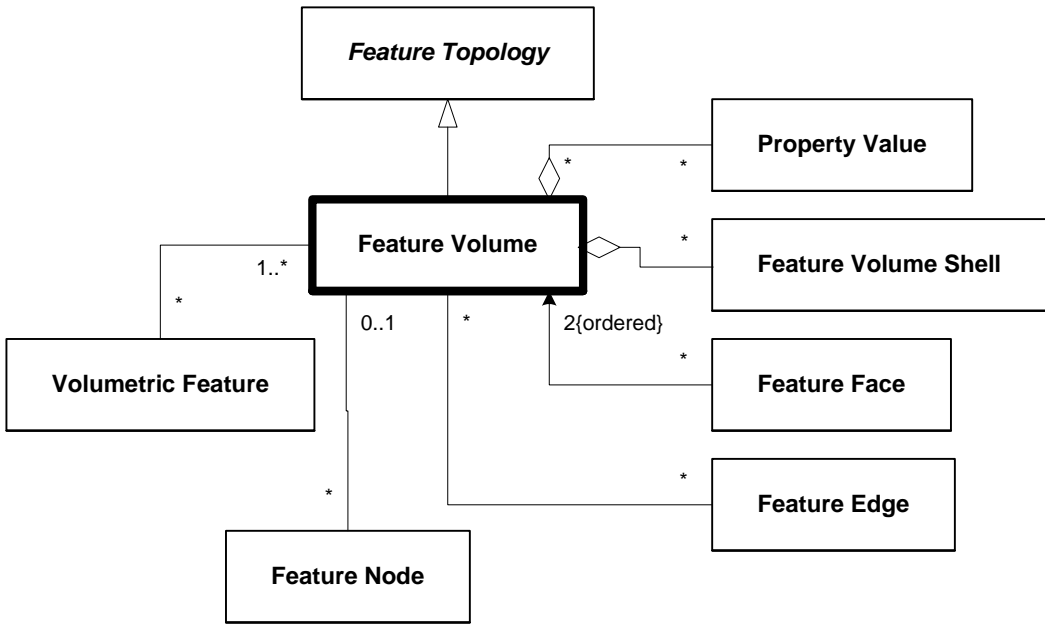 Feature Topology
Property Value
*
*
Feature Volume
*
Feature Volume Shell
1..*
*
0..1
*
2{ordered}
*
Volumetric Feature
Feature Face
*
*
Feature Edge
Feature Node